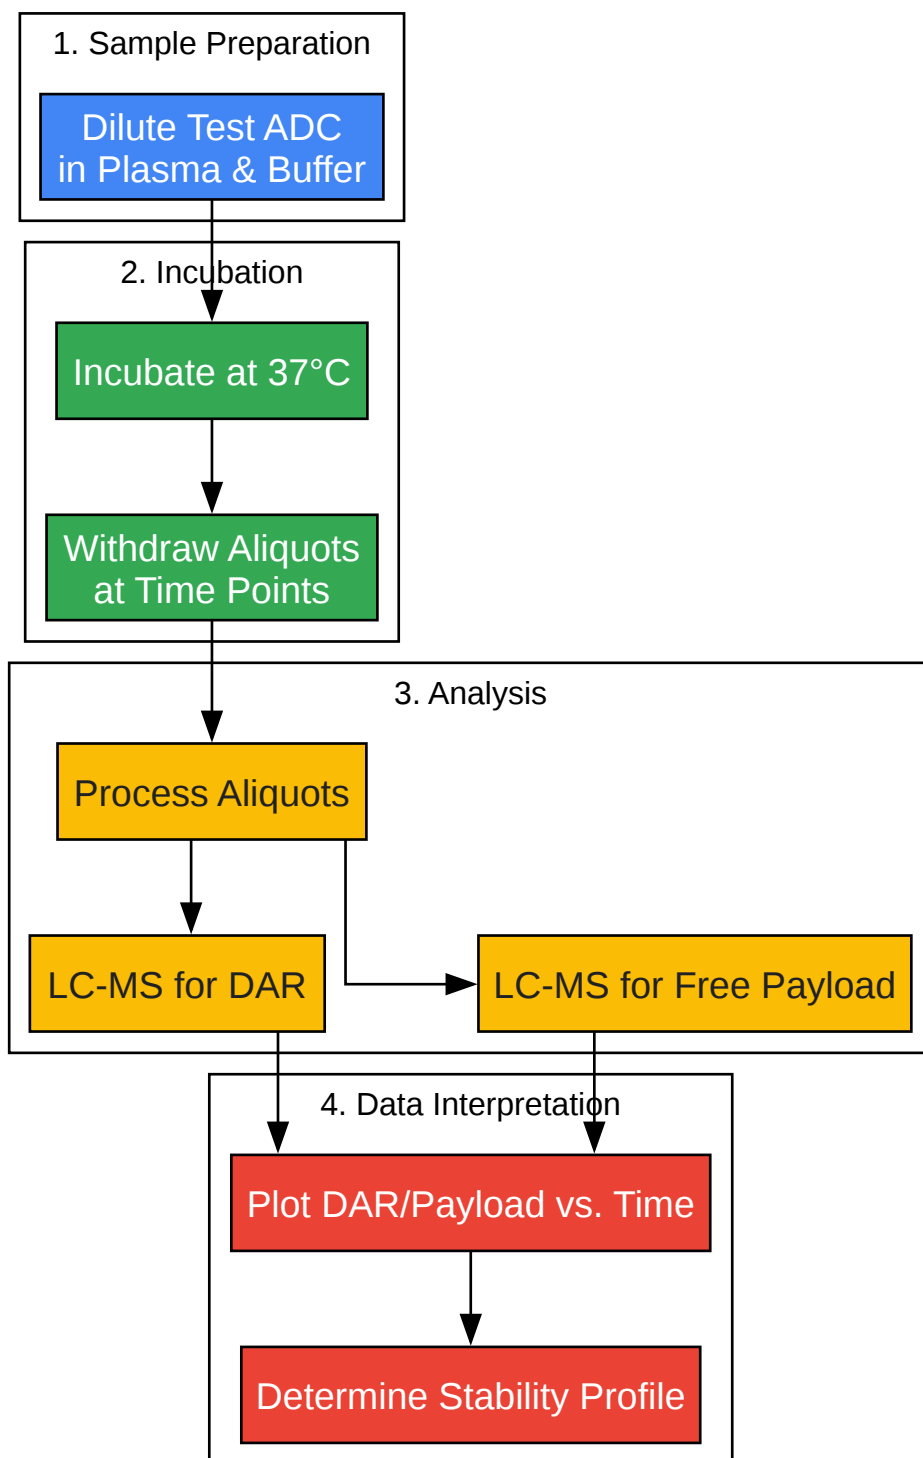 1. Sample Preparation
Dilute Test ADC
in Plasma & Buffer
2. Incubation
Incubate at 37°C
Withdraw Aliquots
at Time Points
3. Analysis
Process Aliquots
LC-MS for DAR
LC-MS for Free Payload
4. Data Interpretation
Plot DAR/Payload vs. Time
Determine Stability Profile